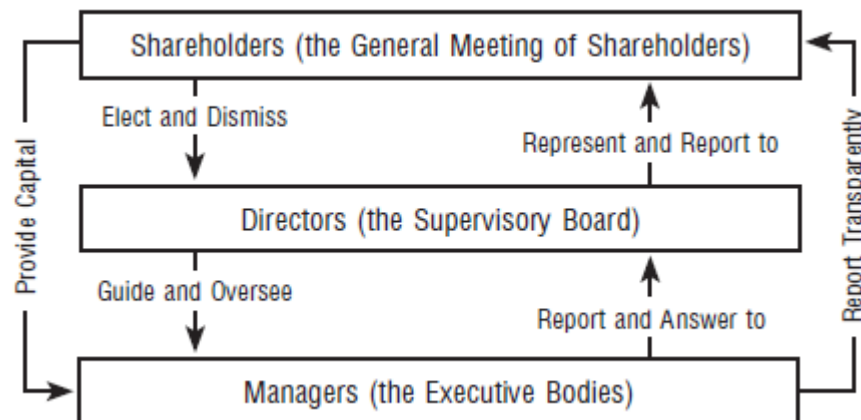 Shareholders (the General Meeting of Shareholders)
Elect and Dismiss
Represent and Report to
Provide Capital
Report Transparently
Directors (the Supervisory Board)
Guide and Oversee
Report and Answer to
Managers (the Executive Bodies)